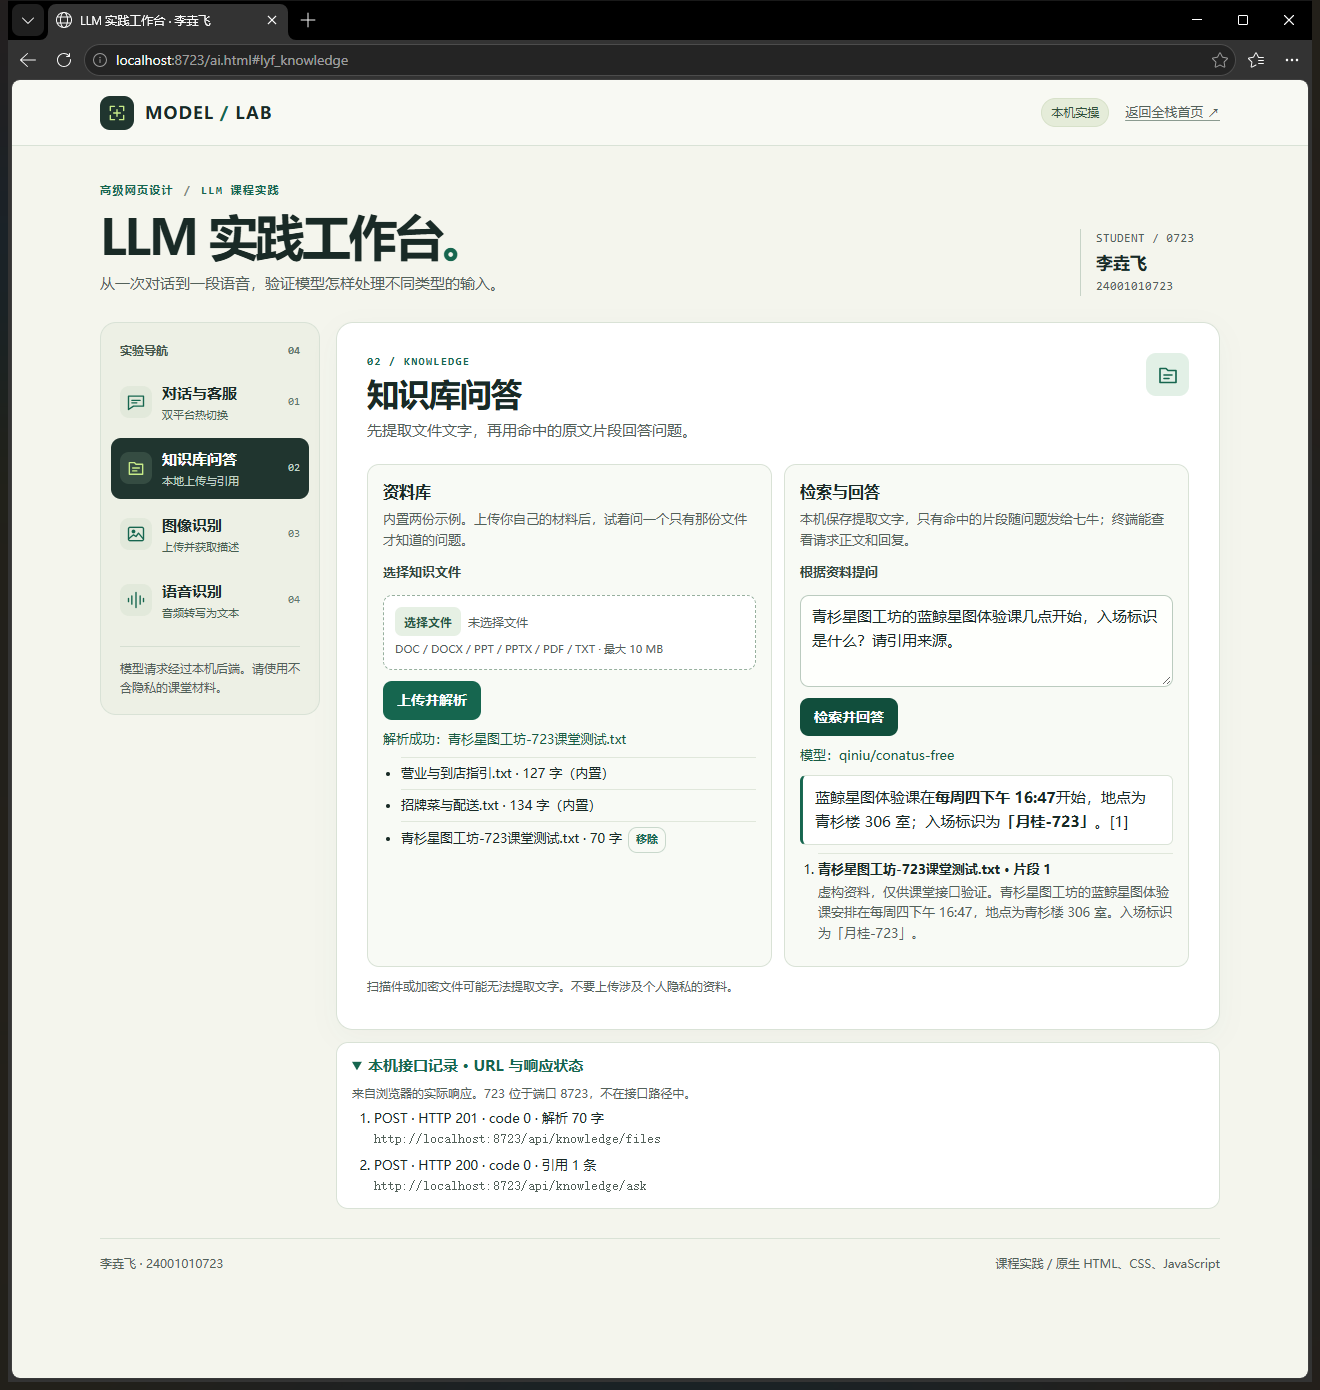 LLM 实践工作台 · 李垚飞
localhost:8723/ai.html#lyf_knowledge
MODEL / LAB
本机实操
返回全栈首页 ↗
高级网页设计 / LLM 课程实践
LLM 实践工作台。
从一次对话到一段语音，验证模型怎样处理不同类型的输入。
STUDENT / 0723
李垚飞
24001010723
实验导航 04
对话与客服 01
双平台热切换
知识库问答 02
本地上传与引用
图像识别 03
上传并获取描述
语音识别 04
音频转写为文本
模型请求经过本机后端。请使用不
含隐私的课堂材料。
02 / KNOWLEDGE
知识库问答
先提取文件文字，再用命中的原文片段回答问题。
资料库
内置两份示例。上传你自己的材料后，试着问一个只有那份文件
才知道的问题。
选择知识文件
选择文件 未选择文件
DOC / DOCX / PPT / PPTX / PDF / TXT · 最大 10 MB
上传并解析
解析成功：青杉星图工坊-723课堂测试.txt
• 营业与到店指引.txt · 127 字（内置）
• 招牌菜与配送.txt · 134 字（内置）
• 青杉星图工坊-723课堂测试.txt · 70 字 移除
检索与回答
本机保存提取文字，只有命中的片段随问题发给七牛；终端能查
看请求正文和回复。
根据资料提问
青杉星图工坊的蓝鲸星图体验课几点开始，入场标识
是什么？请引用来源。
检索并回答
模型：qiniu/conatus-free
蓝鲸星图体验课在每周四下午 16:47开始，地点为
青杉楼 306 室；入场标识为「月桂-723」。[1]
1. 青杉星图工坊-723课堂测试.txt • 片段 1
虚构资料，仅供课堂接口验证。青杉星图工坊的蓝鲸星图体验
课安排在每周四下午 16:47，地点为青杉楼 306 室。入场标识
为「月桂-723」。
扫描件或加密文件可能无法提取文字。不要上传涉及个人隐私的资料。
▼ 本机接口记录 • URL 与响应状态
来自浏览器的实际响应。723 位于端口 8723，不在接口路径中。
1. POST · HTTP 201 · code 0 · 解析 70 字
http://localhost:8723/api/knowledge/files
2. POST · HTTP 200 · code 0 · 引用 1 条
http://localhost:8723/api/knowledge/ask
李垚飞 · 24001010723
课程实践 / 原生 HTML、CSS、JavaScript